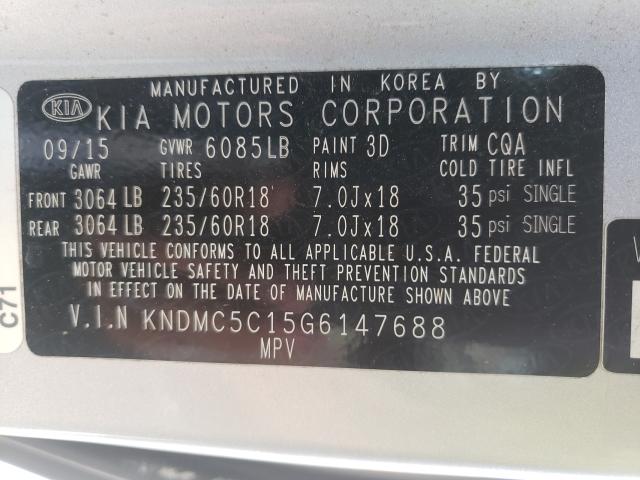 MANUFACTURED IN KOREA BY
KIA KIA MOTORS CORPORATION
09/15 GVWR 6085LB PAINT 3D TRIM CQA
GAWR TIRES RIMS COLD TIRE INFL
FRONT 3064 LB 235/60R18 7.0Jx18 35 psi SINGLE
REAR 3064 LB 235/60R18 7.0Jx18 35 psi SINGLE
THIS VEHICLE CONFORMS TO ALL APPLICABLE U.S.A. FEDERAL
MOTOR VEHICLE SAFETY AND THEFT PREVENTION STANDARDS
IN EFFECT ON THE DATE OF MANUFACTURE SHOWN ABOVE
V.I.N KNDMC5C15G6147688
MPV
C71